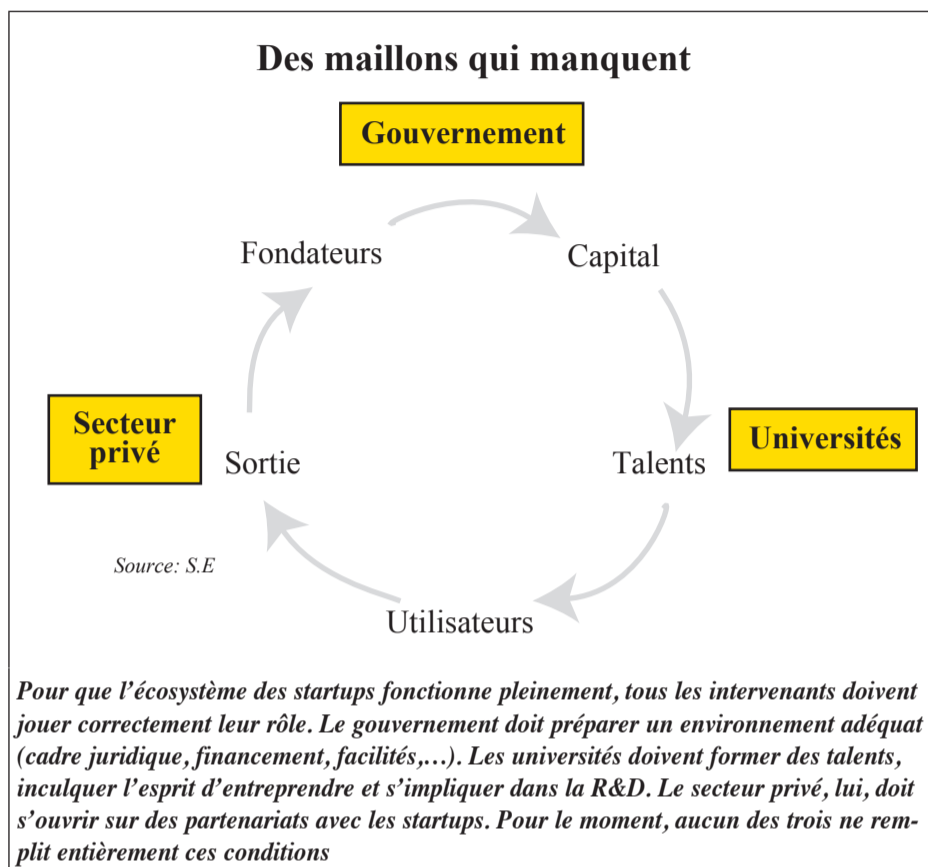 Des maillons qui manquent
Gouvernement
Fondateurs
Capital
Secteur
privé
Sortie
Talents
Universités
Source: S.E
Utilisateurs
Pour que l’écosystème des startups fonctionne pleinement, tous les intervenants doivent
jouer correctement leur rôle. Le gouvernement doit préparer un environnement adéquat
(cadre juridique, financement, facilités,…). Les universités doivent former des talents,
inculquer l’esprit d’entreprendre et s’impliquer dans la R&D. Le secteur privé, lui, doit
s’ouvrir sur des partenariats avec les startups. Pour le moment, aucun des trois ne rem-
plit entièrement ces conditions